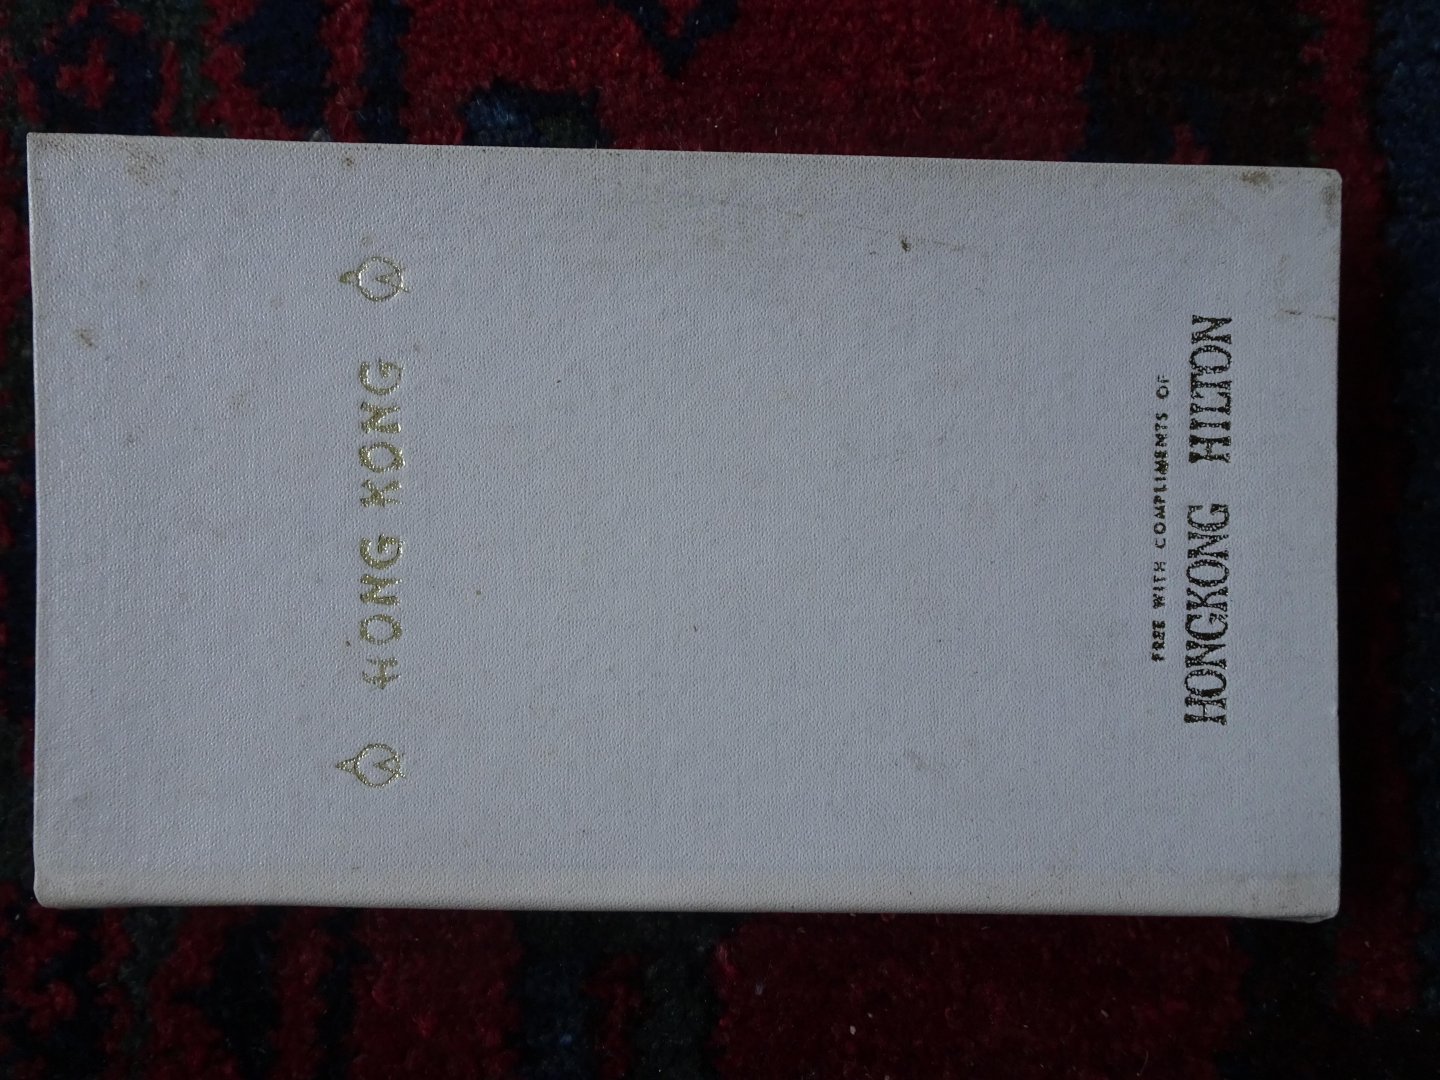 HONG KONG
FREE WITH COMPLIMENTS OF
HONGKONG HILTON